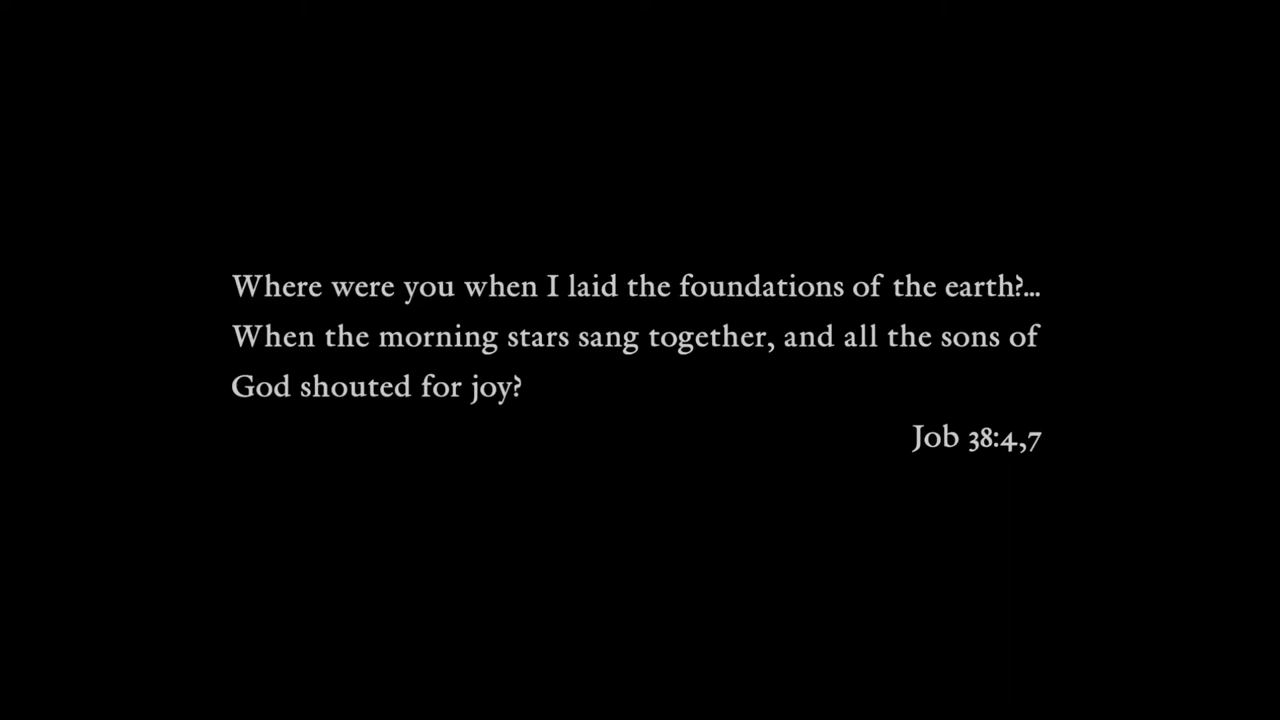 Where were you when I laid the foundations of the earth?...
When the morning stars sang together, and all the sons of
God shouted for joy?
Job 38:4,7